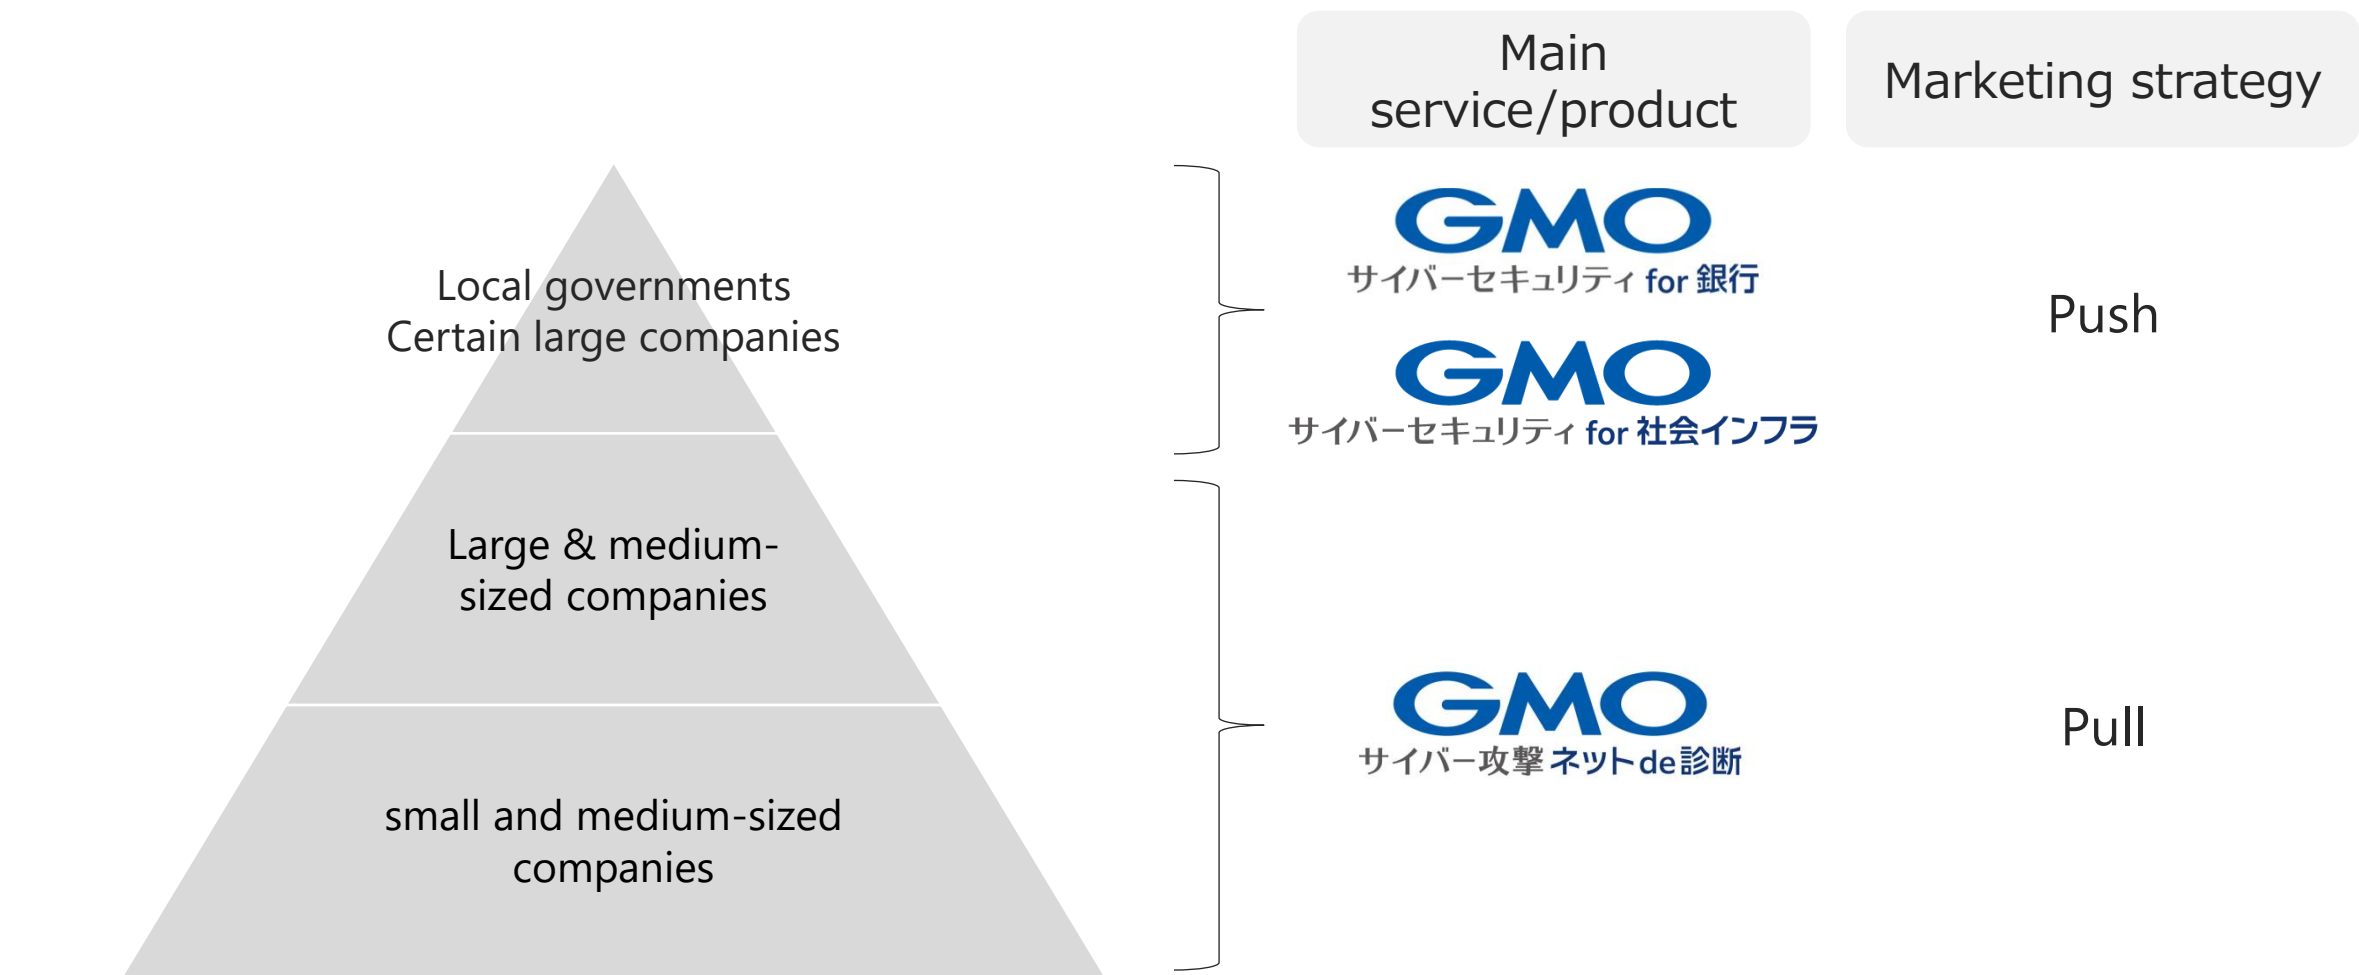 Main
service/product
Marketing strategy
Local governments
Certain large companies
GMO
サイバーセキュリティ for 銀行
GMO
サイバーセキュリティ for 社会インフラ
Push
Large & medium-
sized companies
small and medium-sized
companies
GMO
サイバー攻撃 ネットde診断
Pull